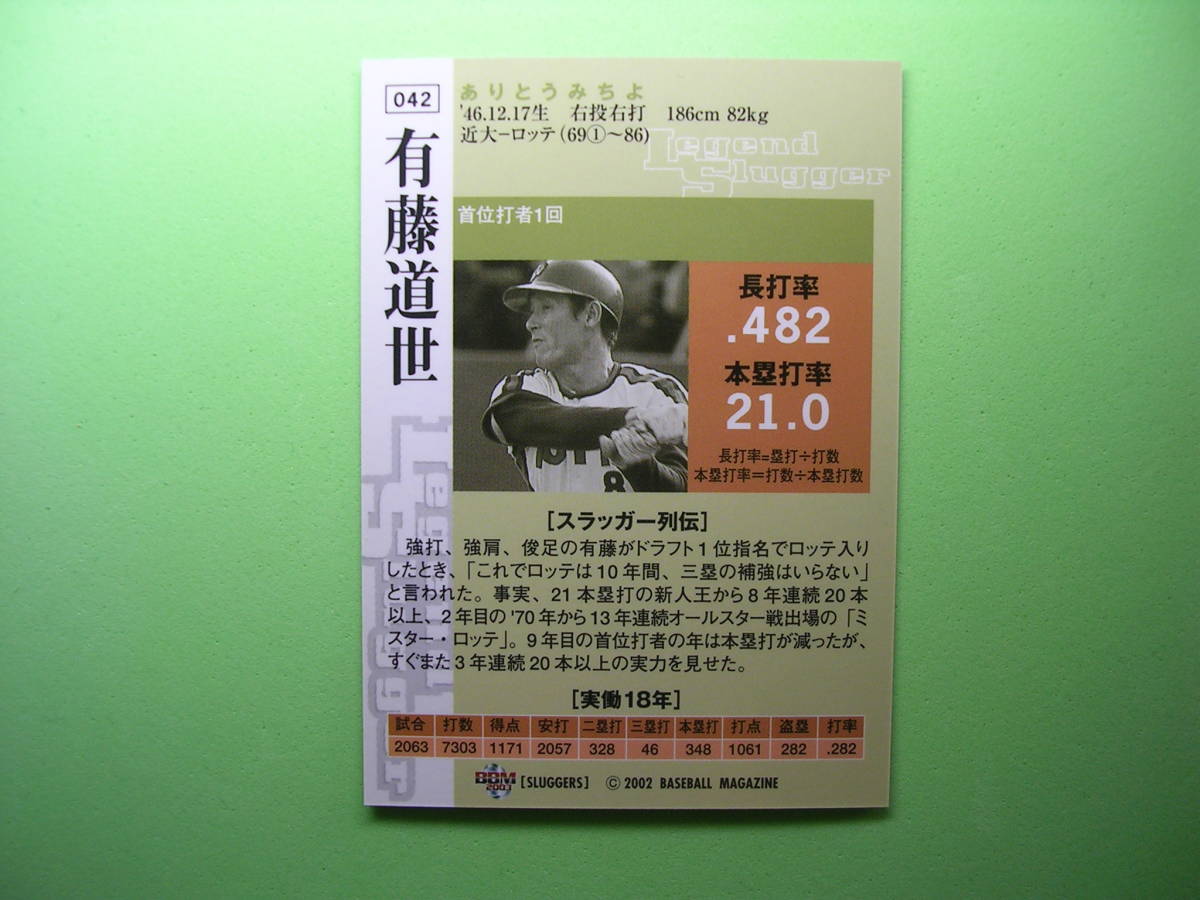 042
有藤道世
ありとうみちよ
'46.12.17生 右投右打 186cm 82kg
近大−ロッテ(69①〜86)
Legend
Slugger
首位打者1回
長打率
.482
本塁打率
21.0
長打率=塁打÷打数
本塁打率=打数÷本塁打数
8
[スラッガー列伝]
強打、強肩、俊足の有藤がドラフト1位指名でロッテ入り
したとき、「これでロッテは10年間、三塁の補強はいらない」
と言われた。事実、21本塁打の新人王から8年連続20本
以上、2年目の'70年から13年連続オールスター戦出場の「ミ
スター・ロッテ」。9年目の首位打者の年は本塁打が減ったが、
すぐまた3年連続20本以上の実力を見せた。
[実働18年]
試合 打数 得点 安打 二塁打 三塁打 本塁打 打点 盗塁 打率
2063 7303 1171 2057 328 46 348 1061 282 .282
BBM 2003 [SLUGGERS] © 2002 BASEBALL MAGAZINE
Legend Slugger